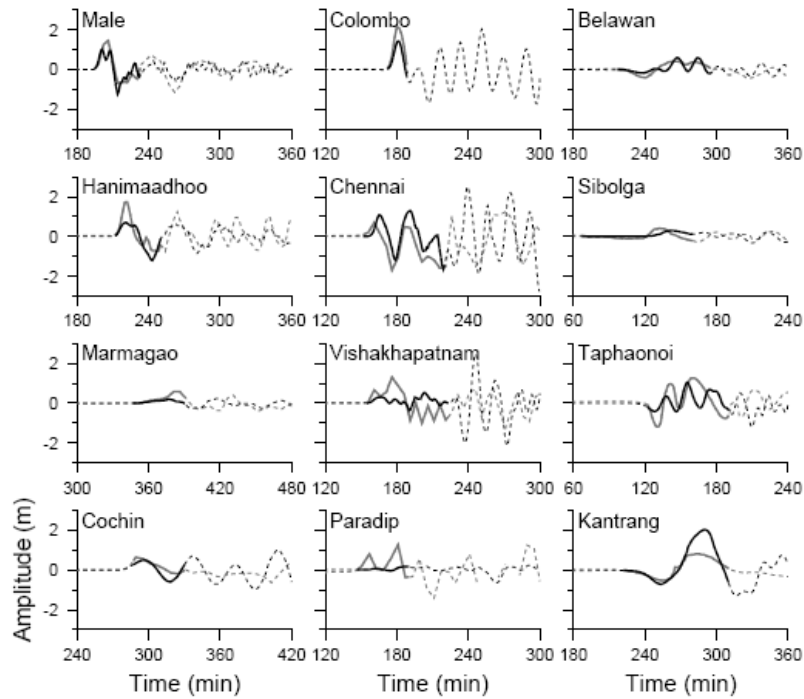 Male Colombo Belawan
2
0
-2
180 240 300 360 120 180 240 300 180 240 300 360
Hanimaadhoo Chennai Sibolga
2
0
-2
180 240 300 360 120 180 240 300 60 120 180 240
Marmagao Vishakhapatnam Taphaonoi
2
0
-2
300 360 420 480 120 180 240 300 60 120 180 240
Cochin Paradip Kantrang
2
0
-2
240 300 360 420 120 180 240 300 180 240 300 360
Amplitude (m)
Time (min) Time (min) Time (min)